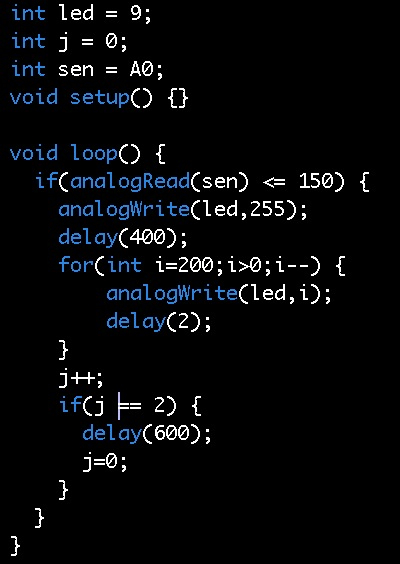 int led = 9;
int j = 0;
int sen = A0;
void setup() {}
void loop() {
if(analogRead(sen) <= 150) {
analogWrite(led,255);
delay(400);
for(int i=200;i>0;i--) {
analogWrite(led,i);
delay(2);
}
j++;
if(j == 2) {
delay(600);
j=0;
}
}
}